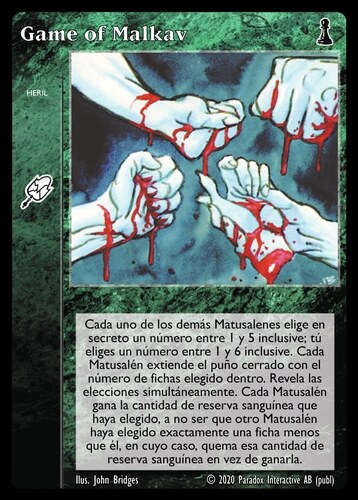 Game of Malkav
HERIL
Cada uno de los demás Matusalenes elige en
secreto un número entre 1 y 5 inclusive; tú
eliges un número entre 1 y 6 inclusive. Cada
Matusalén extiende el puño cerrado con el
número de fichas elegido dentro. Revela las
elecciones simultáneamente. Cada Matusalén
gana la cantidad de reserva sanguínea que
haya elegido, a no ser que otro Matusalén
haya elegido exactamente una ficha menos
que él, en cuyo caso, quema esa cantidad de
reserva sanguínea en vez de ganarla.
Illus. John Bridges
© 2020 Paradox Interactive AB (publ)